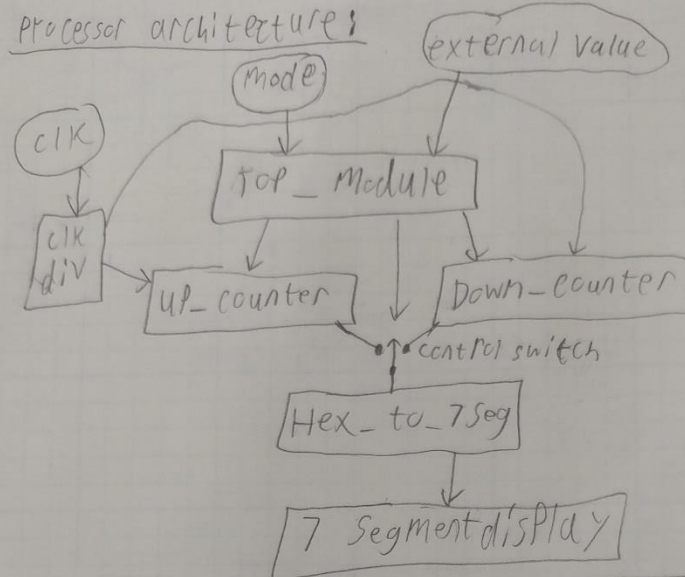 Processor architecture:
external value
mode
clk
Top_Module
clk
div
up_counter
Down_counter
control switch
Hex_to_7seg
7 segment display